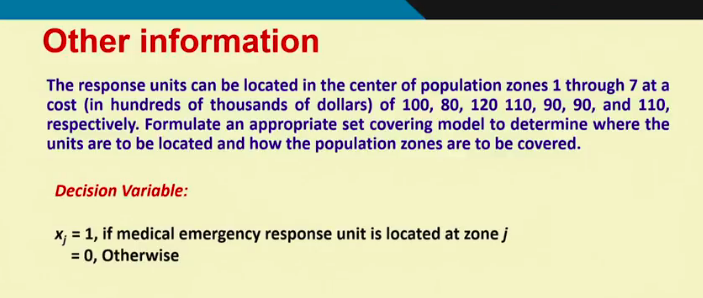 Other information
The response units can be located in the center of population zones 1 through 7 at a
cost (in hundreds of thousands of dollars) of 100, 80, 120 110, 90, 90, and 110,
respectively. Formulate an appropriate set covering model to determine where the
units are to be located and how the population zones are to be covered.
Decision Variable:
xj = 1, if medical emergency response unit is located at zone j
= 0, Otherwise